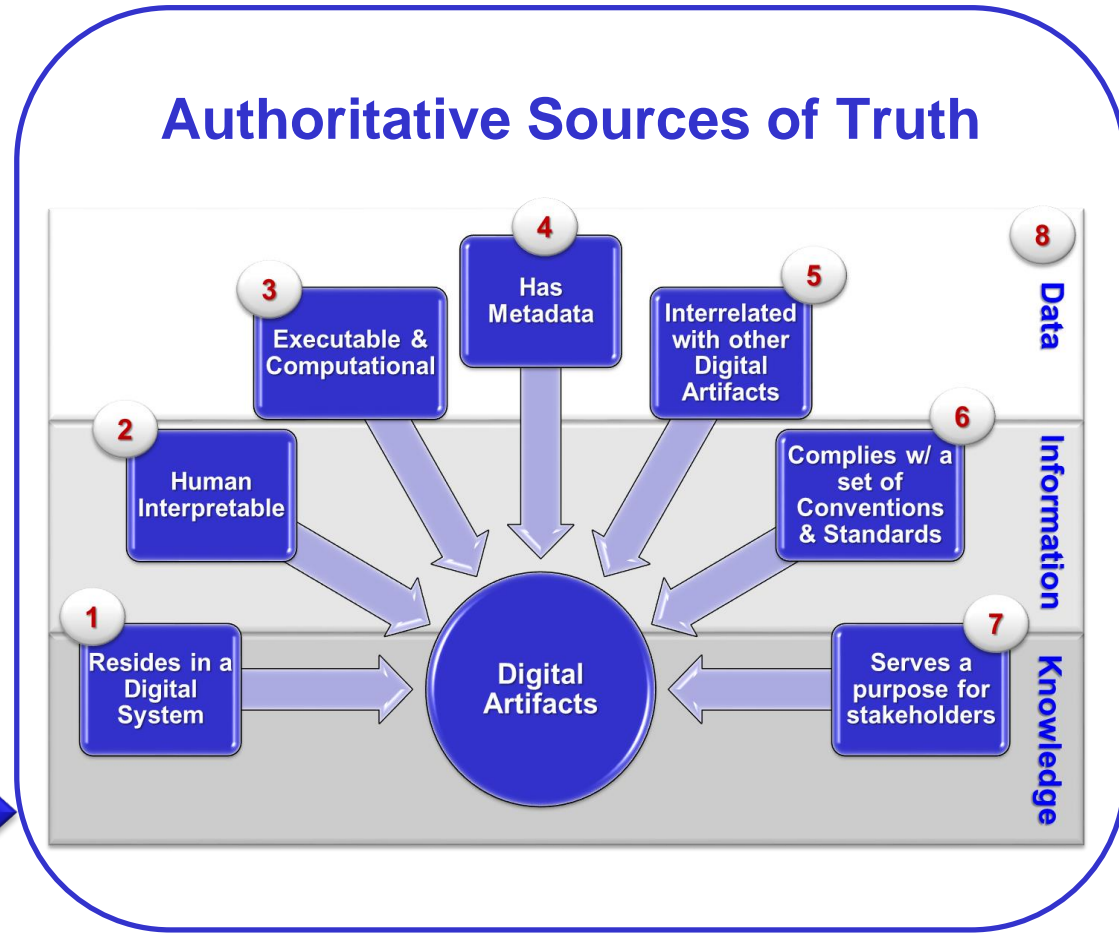 Authoritative Sources of Truth
1
Resides in a
Digital
System
2
Human
Interpretable
3
Executable &
Computational
4
Has
Metadata
5
Interrelated
with other
Digital
Artifacts
6
Complies w/ a
set of
Conventions
& Standards
7
Serves a
purpose for
stakeholders
8
Data
Information
Knowledge
Digital
Artifacts